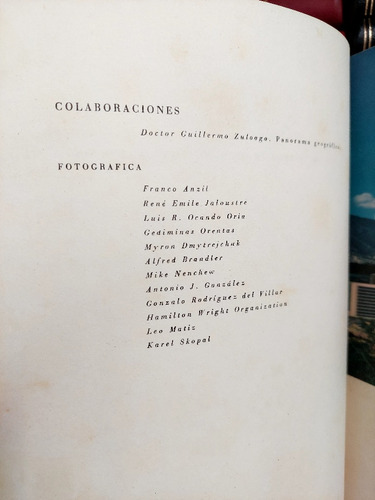 COLABORACIONES
Doctor Guillermo Zuloaga. Panorama geográfico.
FOTOGRAFICA
Franco Anzil
René Emile Jaloustre
Luis R. Ocando Oria
Gediminas Orentas
Myron Dmytrejchuk
Alfred Brandler
Mike Nenchew
Antonio J. González
Gonzalo Rodríguez del Villar
Hamilton Wright Organization
Leo Matiz
Karel Skopal